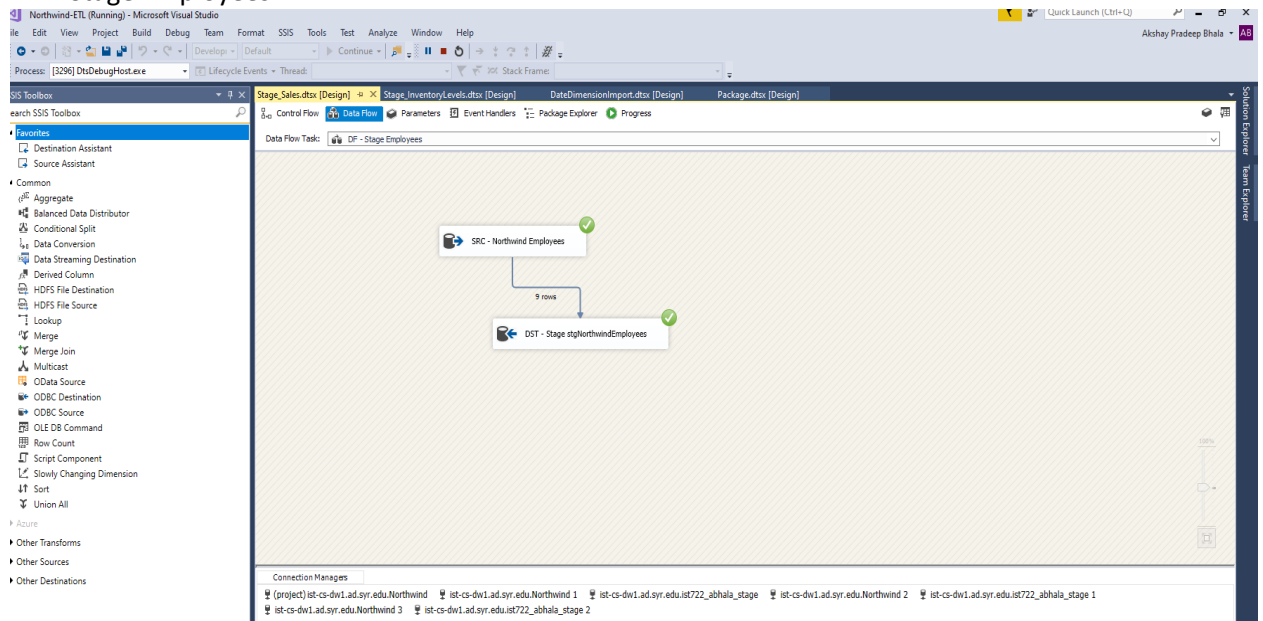 Stage Employees
Northwind-ETL (Running) - Microsoft Visual Studio
Quick Launch (Ctrl+Q)
ile Edit View Project Build Debug Team Format SSIS Tools Test Analyze Window Help
Akshay Pradeep Bhala AB
Develop Default Continue
Process: [3296] DtsDebugHost.exe Lifecycle Events Thread: Stack Frame:
SIS Toolbox
Stage_Sales.dtsx [Design] Stage_InventoryLevels.dtsx [Design] DateDimensionImport.dtsx [Design] Package.dtsx [Design]
earch SSIS Toolbox
Control Flow Data Flow Parameters Event Handlers Package Explorer Progress
Data Flow Task: DF - Stage Employees
Favorites
Destination Assistant
Source Assistant
Common
Aggregate
Balanced Data Distributor
Conditional Split
Data Conversion
Data Streaming Destination
Derived Column
HDFS File Destination
HDFS File Source
Lookup
Merge
Merge Join
Multicast
OData Source
ODBC Destination
ODBC Source
OLE DB Command
Row Count
Script Component
Slowly Changing Dimension
Sort
Union All
Azure
Other Transforms
Other Sources
Other Destinations
SRC - Northwind Employees
9 rows
DST - Stage stgNorthwindEmployees
100%
Connection Managers
(project) ist-cs-dw1.ad.syr.edu.Northwind ist-cs-dw1.ad.syr.edu.Northwind 1 ist-cs-dw1.ad.syr.edu.ist722_abhala_stage ist-cs-dw1.ad.syr.edu.Northwind 2 ist-cs-dw1.ad.syr.edu.ist722_abhala_stage 1
ist-cs-dw1.ad.syr.edu.Northwind 3 ist-cs-dw1.ad.syr.edu.ist722_abhala_stage 2
Solution Explorer
Team Explorer